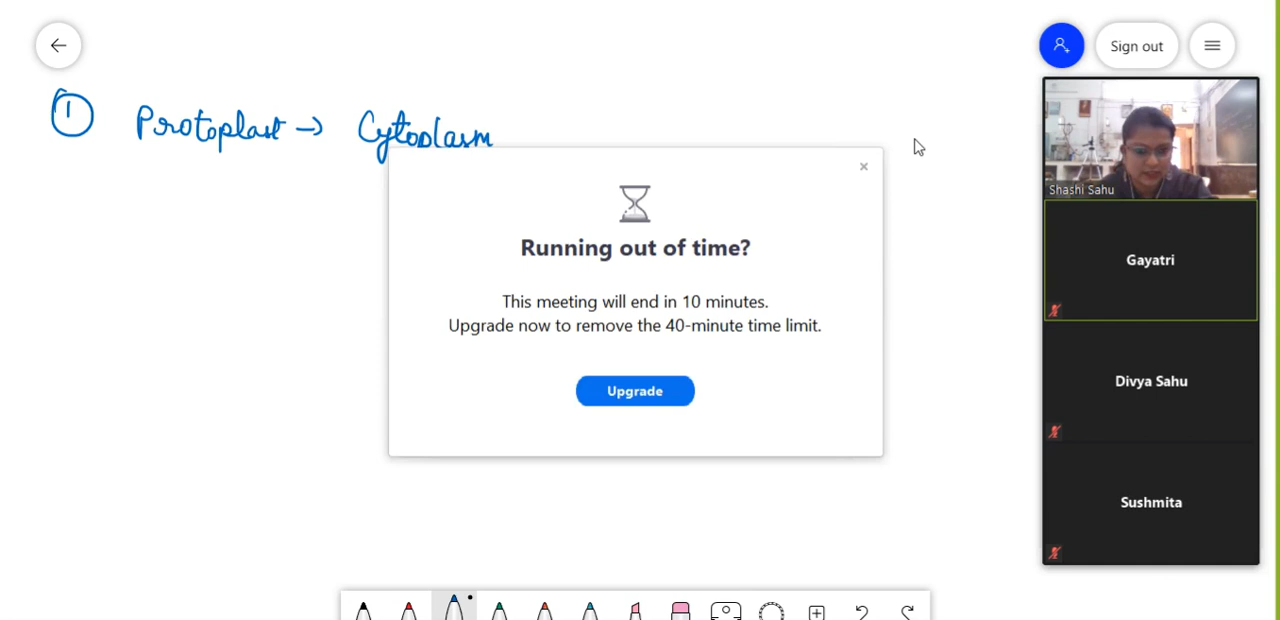 Sign out
① Protoplast → Cytoplasm
Shashi Sahu
Running out of time?
This meeting will end in 10 minutes.
Upgrade now to remove the 40-minute time limit.
Upgrade
Gayatri
Divya Sahu
Sushmita